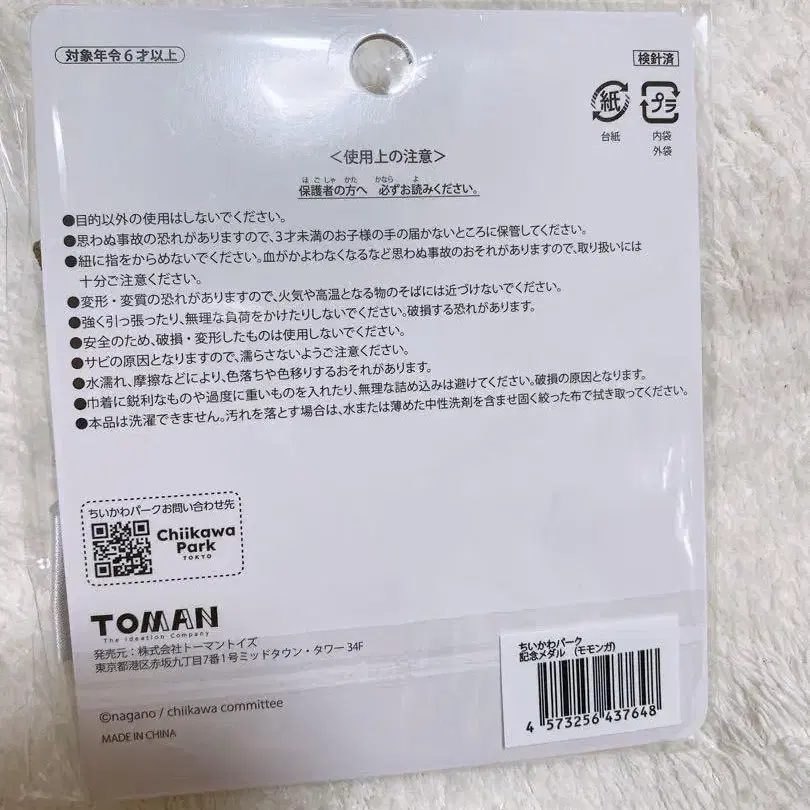 対象年令6才以上
検針済
紙
プラ
台紙
内袋
外袋
＜使用上の注意＞
ほごしゃ かた かなら よ
保護者の方へ 必ずお読みください。
●目的以外の使用はしないでください。
●思わぬ事故の恐れがありますので、3才未満のお子様の手の届かないところに保管してください。
●紐に指をからめないでください。血がかよわなくなるなど思わぬ事故のおそれがありますので、取り扱いには
十分ご注意ください。
●変形・変質の恐れがありますので、火気や高温となる物のそばには近づけないでください。
●強く引っ張ったり、無理な負荷をかけたりしないでください。破損する恐れがあります。
●安全のため、破損・変形したものは使用しないでください。
●サビの原因となりますので、濡らさないようご注意ください。
●水濡れ、摩擦などにより、色落ちや色移りするおそれがあります。
●巾着に鋭利なものや過度に重いものを入れたり、無理な詰め込みは避けてください。破損の原因となります。
●本品は洗濯できません。汚れを落とす場合は、水または薄めた中性洗剤を含ませ固く絞った布で拭き取ってください。
ちいかわパークお問い合わせ先
Chiikawa
Park
TOKYO
TOMAN
The Ideation Company
発売元：株式会社トーマントイズ
東京都港区赤坂九丁目7番1号ミッドタウン・タワー 34F
©nagano / chiikawa committee
MADE IN CHINA
ちいかわパーク
記念メダル （モモンガ）
4 573256 437648